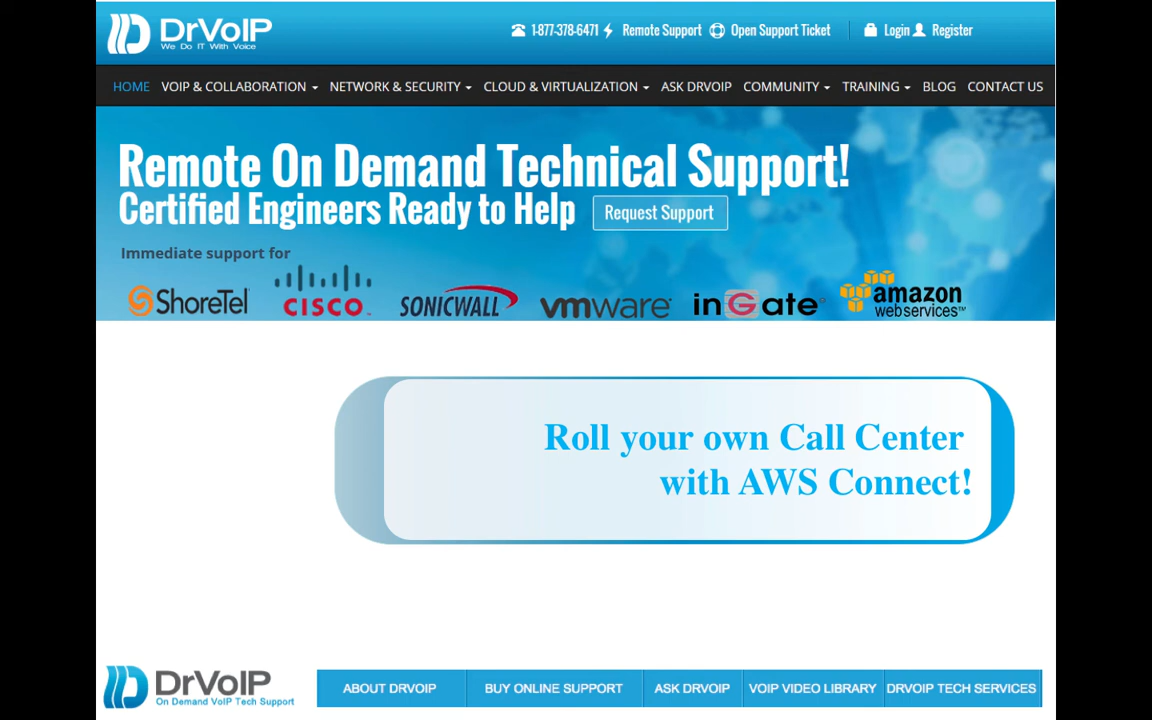 DrVoIP
We Do IT With Voice
1-877-378-6471 Remote Support Open Support Ticket Login Register
HOME VOIP & COLLABORATION NETWORK & SECURITY CLOUD & VIRTUALIZATION ASK DRVOIP COMMUNITY TRAINING BLOG CONTACT US
Remote On Demand Technical Support!
Certified Engineers Ready to Help Request Support
Immediate support for
ShoreTel CISCO SONICWALL vmware inGate amazon
webservices™
Roll your own Call Center
with AWS Connect!
DrVoIP
On Demand VoIP Tech Support
ABOUT DRVOIP BUY ONLINE SUPPORT ASK DRVOIP VOIP VIDEO LIBRARY DRVOIP TECH SERVICES